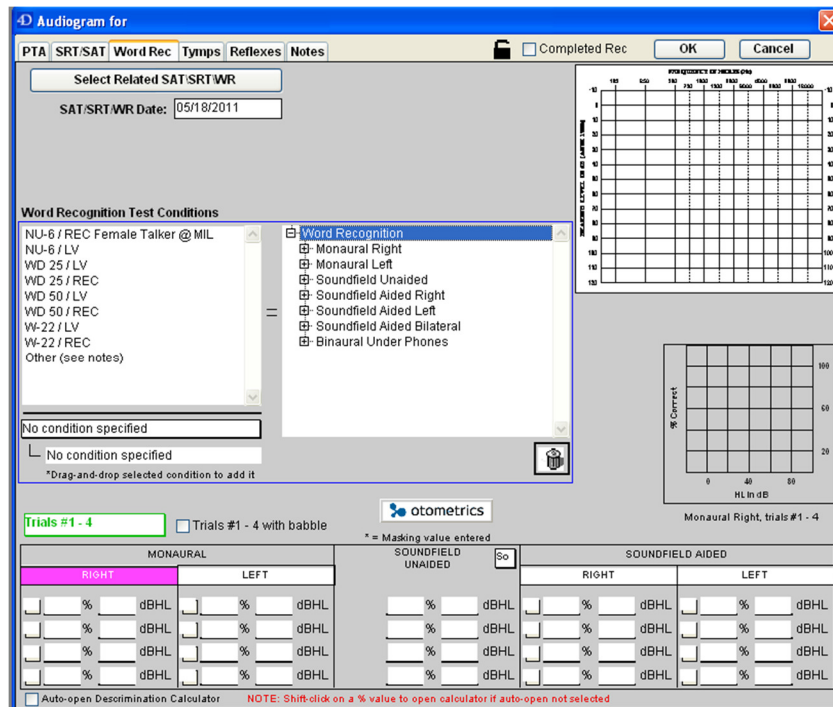 Audiogram for
PTA SRT/SAT Word Rec Tymps Reflexes Notes
Completed Rec
OK
Cancel
Select Related SAT\SRT\WR
SAT/SRT/WR Date: 05/18/2011
Word Recognition Test Conditions
NU-6 / REC Female Talker @ MIL
NU-6 / LV
WD 25 / LV
WD 25 / REC
WD 50 / LV
WD 50 / REC
W-22 / LV
W-22 / REC
Other (see notes)
=
Word Recognition
Monaural Right
Monaural Left
Soundfield Unaided
Soundfield Aided Right
Soundfield Aided Left
Soundfield Aided Bilateral
Binaural Under Phones
No condition specified
No condition specified
*Drag-and-drop selected condition to add it
% Correct
100
60
20
0 40 80
HL in dB
Monaural Right, trials #1 - 4
Trials #1 - 4
Trials #1 - 4 with babble
otometrics
* = Masking value entered
MONAURAL
RIGHT LEFT
SOUNDFIELD
UNAIDED
So
SOUNDFIELD AIDED
RIGHT LEFT
% dBHL % dBHL % dBHL % dBHL % dBHL
% dBHL % dBHL % dBHL % dBHL % dBHL
% dBHL % dBHL % dBHL % dBHL % dBHL
% dBHL % dBHL % dBHL % dBHL % dBHL
Auto-open Descrimination Calculator
NOTE: Shift-click on a % value to open calculator if auto-open not selected